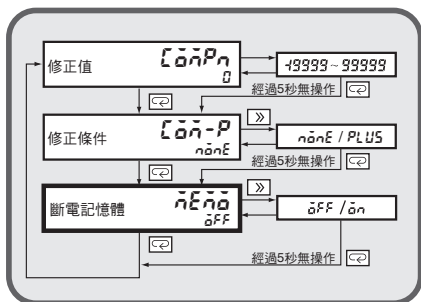 修正值 ComPn
0
-19999~99999
經過5秒無操作
修正條件 Com-P
nonE
nonE / PLUS
經過5秒無操作
斷電記憶體 mEmo
oFF
oFF / on
經過5秒無操作